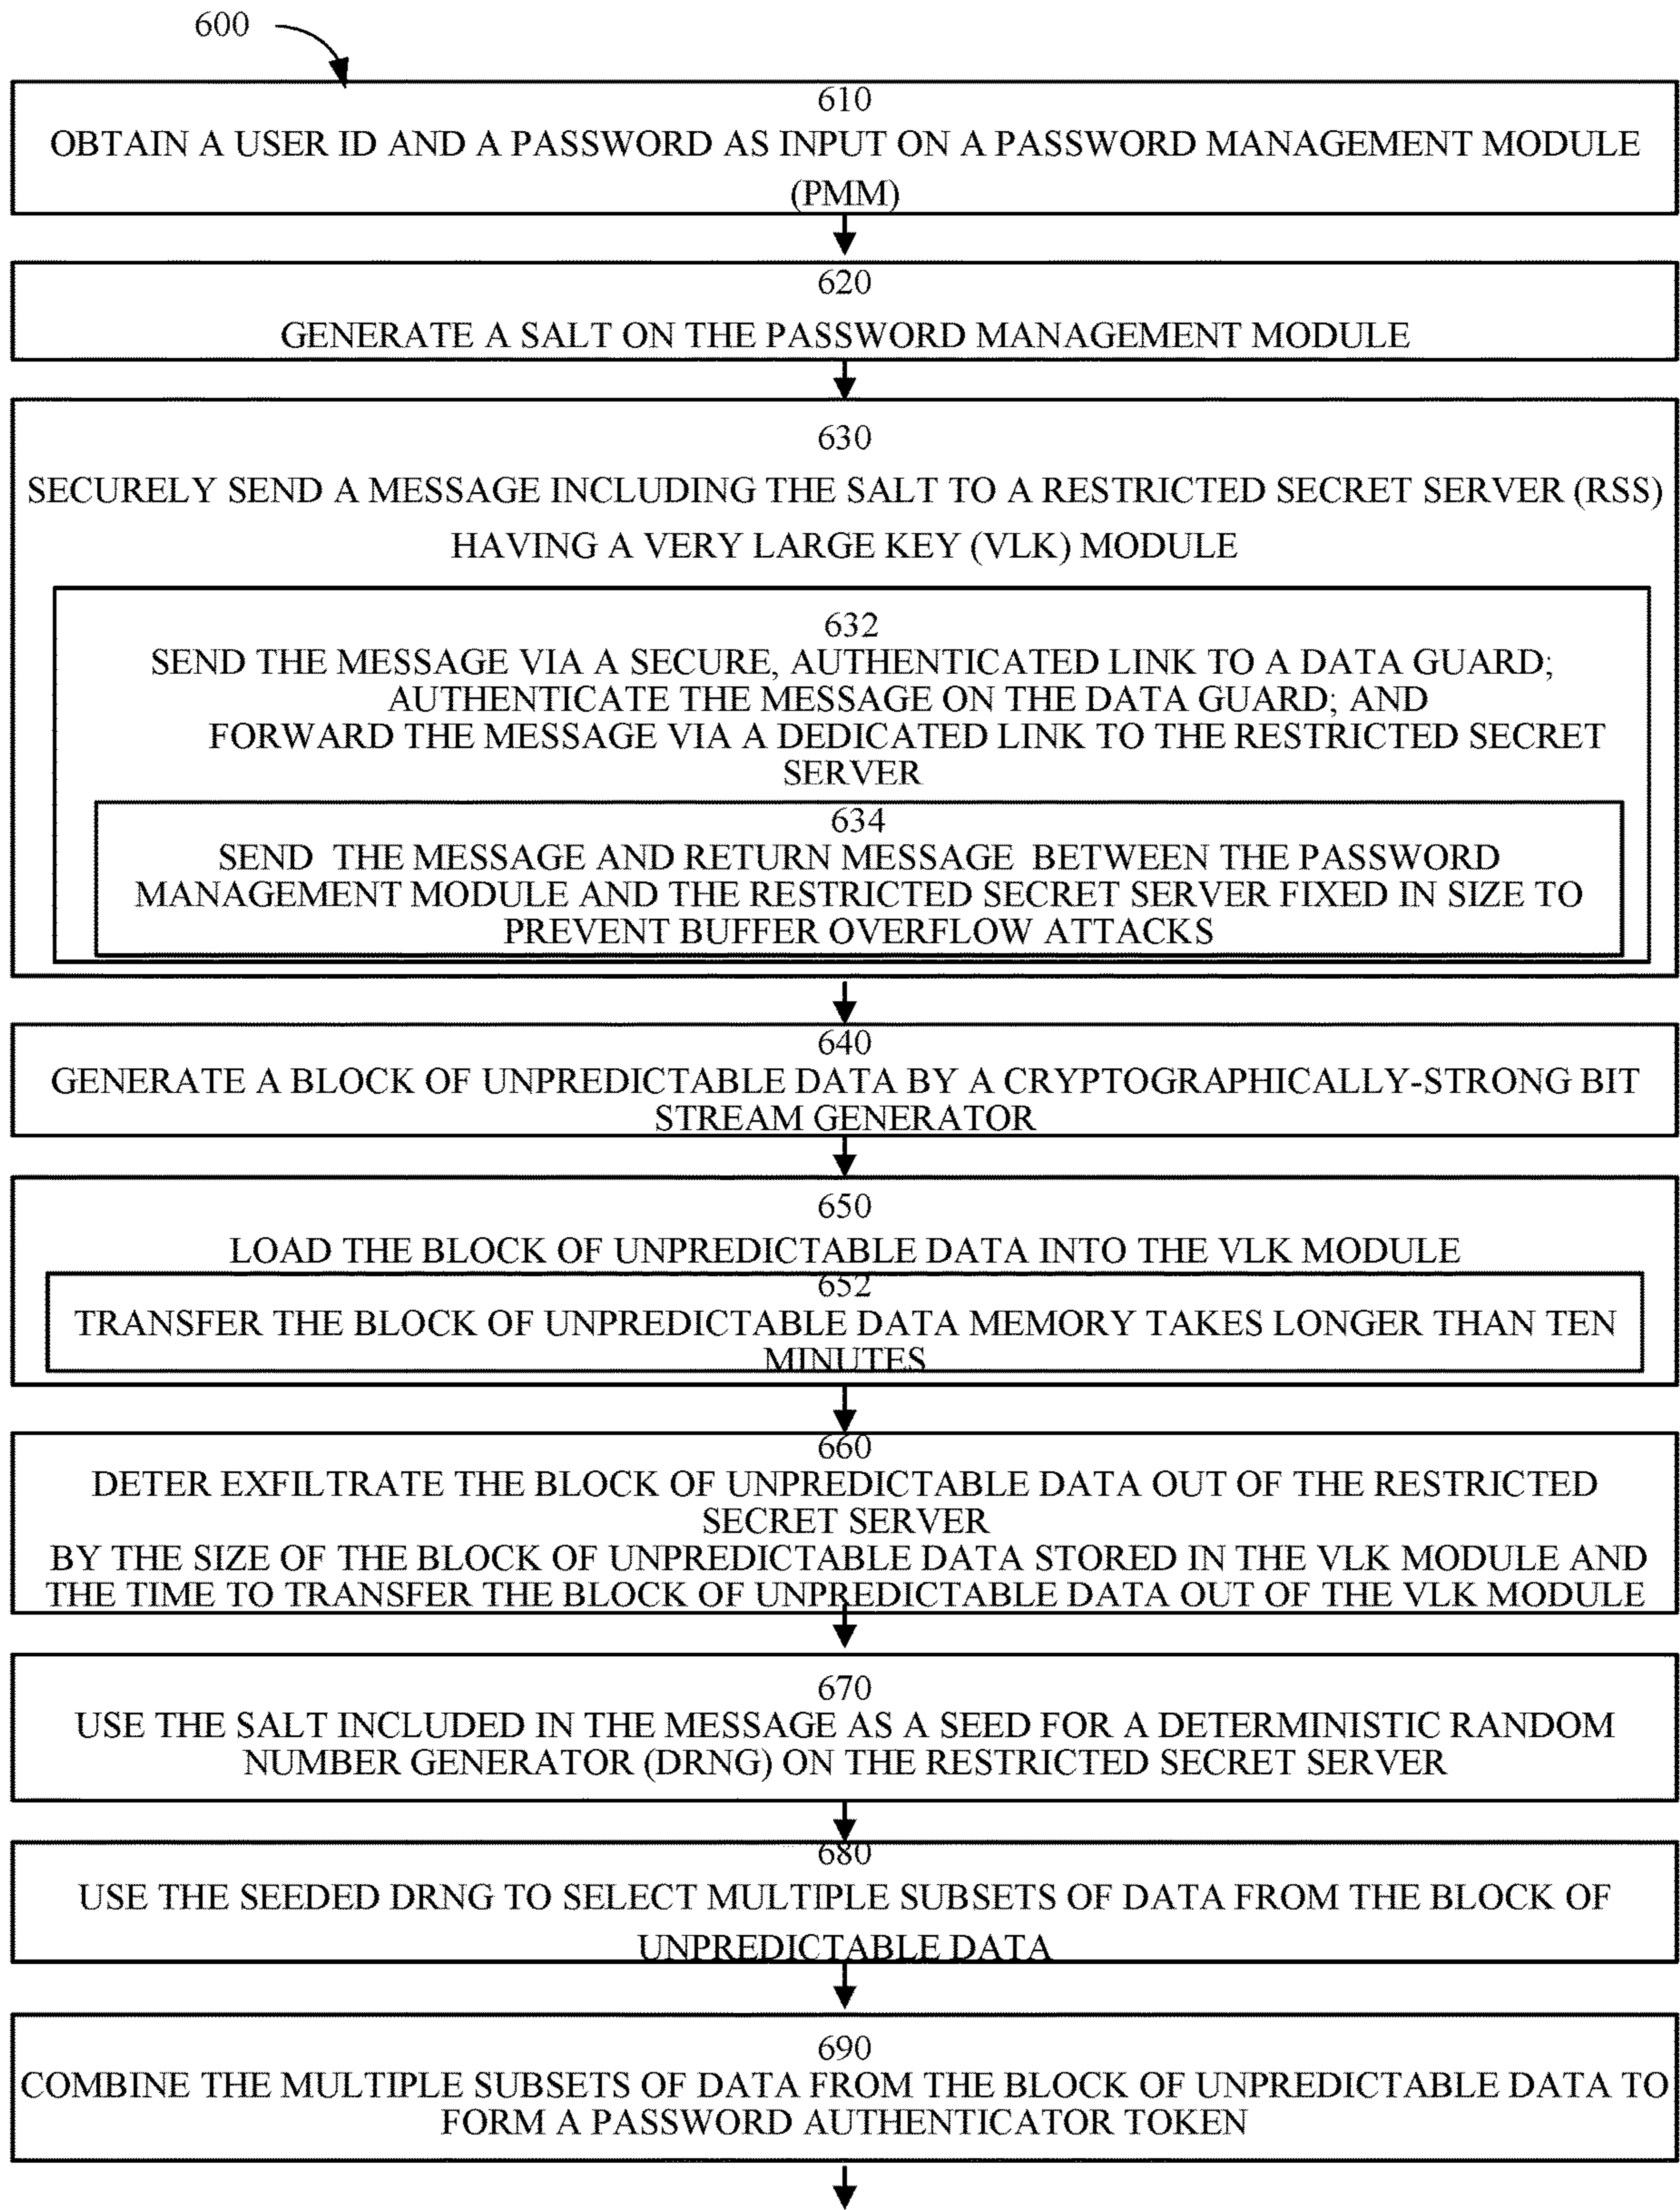 600
610
OBTAIN A USER ID AND A PASSWORD AS INPUT ON A PASSWORD MANAGEMENT MODULE
(PMM)
620
GENERATE A SALT ON THE PASSWORD MANAGEMENT MODULE
630
SECURELY SEND A MESSAGE INCLUDING THE SALT TO A RESTRICTED SECRET SERVER (RSS)
HAVING A VERY LARGE KEY (VLK) MODULE
632
SEND THE MESSAGE VIA A SECURE, AUTHENTICATED LINK TO A DATA GUARD;
AUTHENTICATE THE MESSAGE ON THE DATA GUARD; AND
FORWARD THE MESSAGE VIA A DEDICATED LINK TO THE RESTRICTED SECRET
SERVER
634
SEND THE MESSAGE AND RETURN MESSAGE BETWEEN THE PASSWORD
MANAGEMENT MODULE AND THE RESTRICTED SECRET SERVER FIXED IN SIZE TO
PREVENT BUFFER OVERFLOW ATTACKS
640
GENERATE A BLOCK OF UNPREDICTABLE DATA BY A CRYPTOGRAPHICALLY-STRONG BIT
STREAM GENERATOR
650
LOAD THE BLOCK OF UNPREDICTABLE DATA INTO THE VLK MODULE
652
TRANSFER THE BLOCK OF UNPREDICTABLE DATA MEMORY TAKES LONGER THAN TEN
MINUTES
660
DETER EXFILTRATE THE BLOCK OF UNPREDICTABLE DATA OUT OF THE RESTRICTED
SECRET SERVER
BY THE SIZE OF THE BLOCK OF UNPREDICTABLE DATA STORED IN THE VLK MODULE AND
THE TIME TO TRANSFER THE BLOCK OF UNPREDICTABLE DATA OUT OF THE VLK MODULE
670
USE THE SALT INCLUDED IN THE MESSAGE AS A SEED FOR A DETERMINISTIC RANDOM
NUMBER GENERATOR (DRNG) ON THE RESTRICTED SECRET SERVER
680
USE THE SEEDED DRNG TO SELECT MULTIPLE SUBSETS OF DATA FROM THE BLOCK OF
UNPREDICTABLE DATA
690
COMBINE THE MULTIPLE SUBSETS OF DATA FROM THE BLOCK OF UNPREDICTABLE DATA TO
FORM A PASSWORD AUTHENTICATOR TOKEN